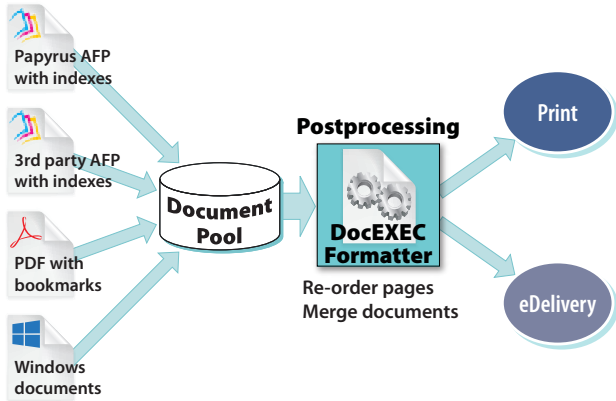 Papyrus AFP
with indexes
3rd party AFP
with indexes
PDF with
bookmarks
Windows
documents
Document
Pool
Postprocessing
DocEXEC
Formatter
Re-order pages
Merge documents
Print
eDelivery